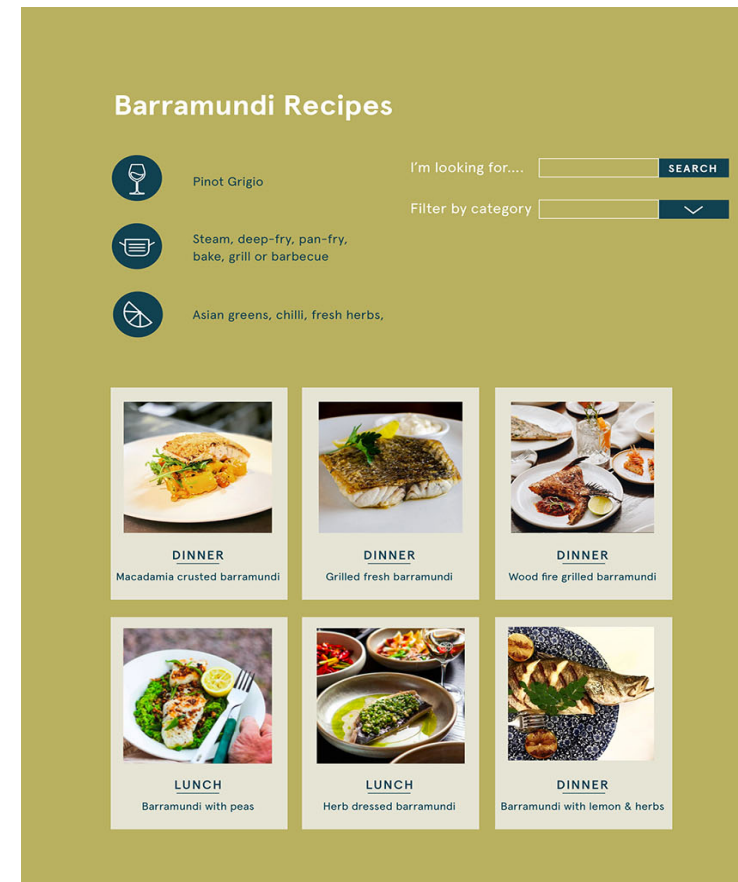 Barramundi Recipes
Pinot Grigio
I'm looking for....
SEARCH
Filter by category
Steam, deep-fry, pan-fry,
bake, grill or barbecue
Asian greens, chilli, fresh herbs,
DINNER
Macadamia crusted barramundi
DINNER
Grilled fresh barramundi
DINNER
Wood fire grilled barramundi
LUNCH
Barramundi with peas
LUNCH
Herb dressed barramundi
DINNER
Barramundi with lemon & herbs